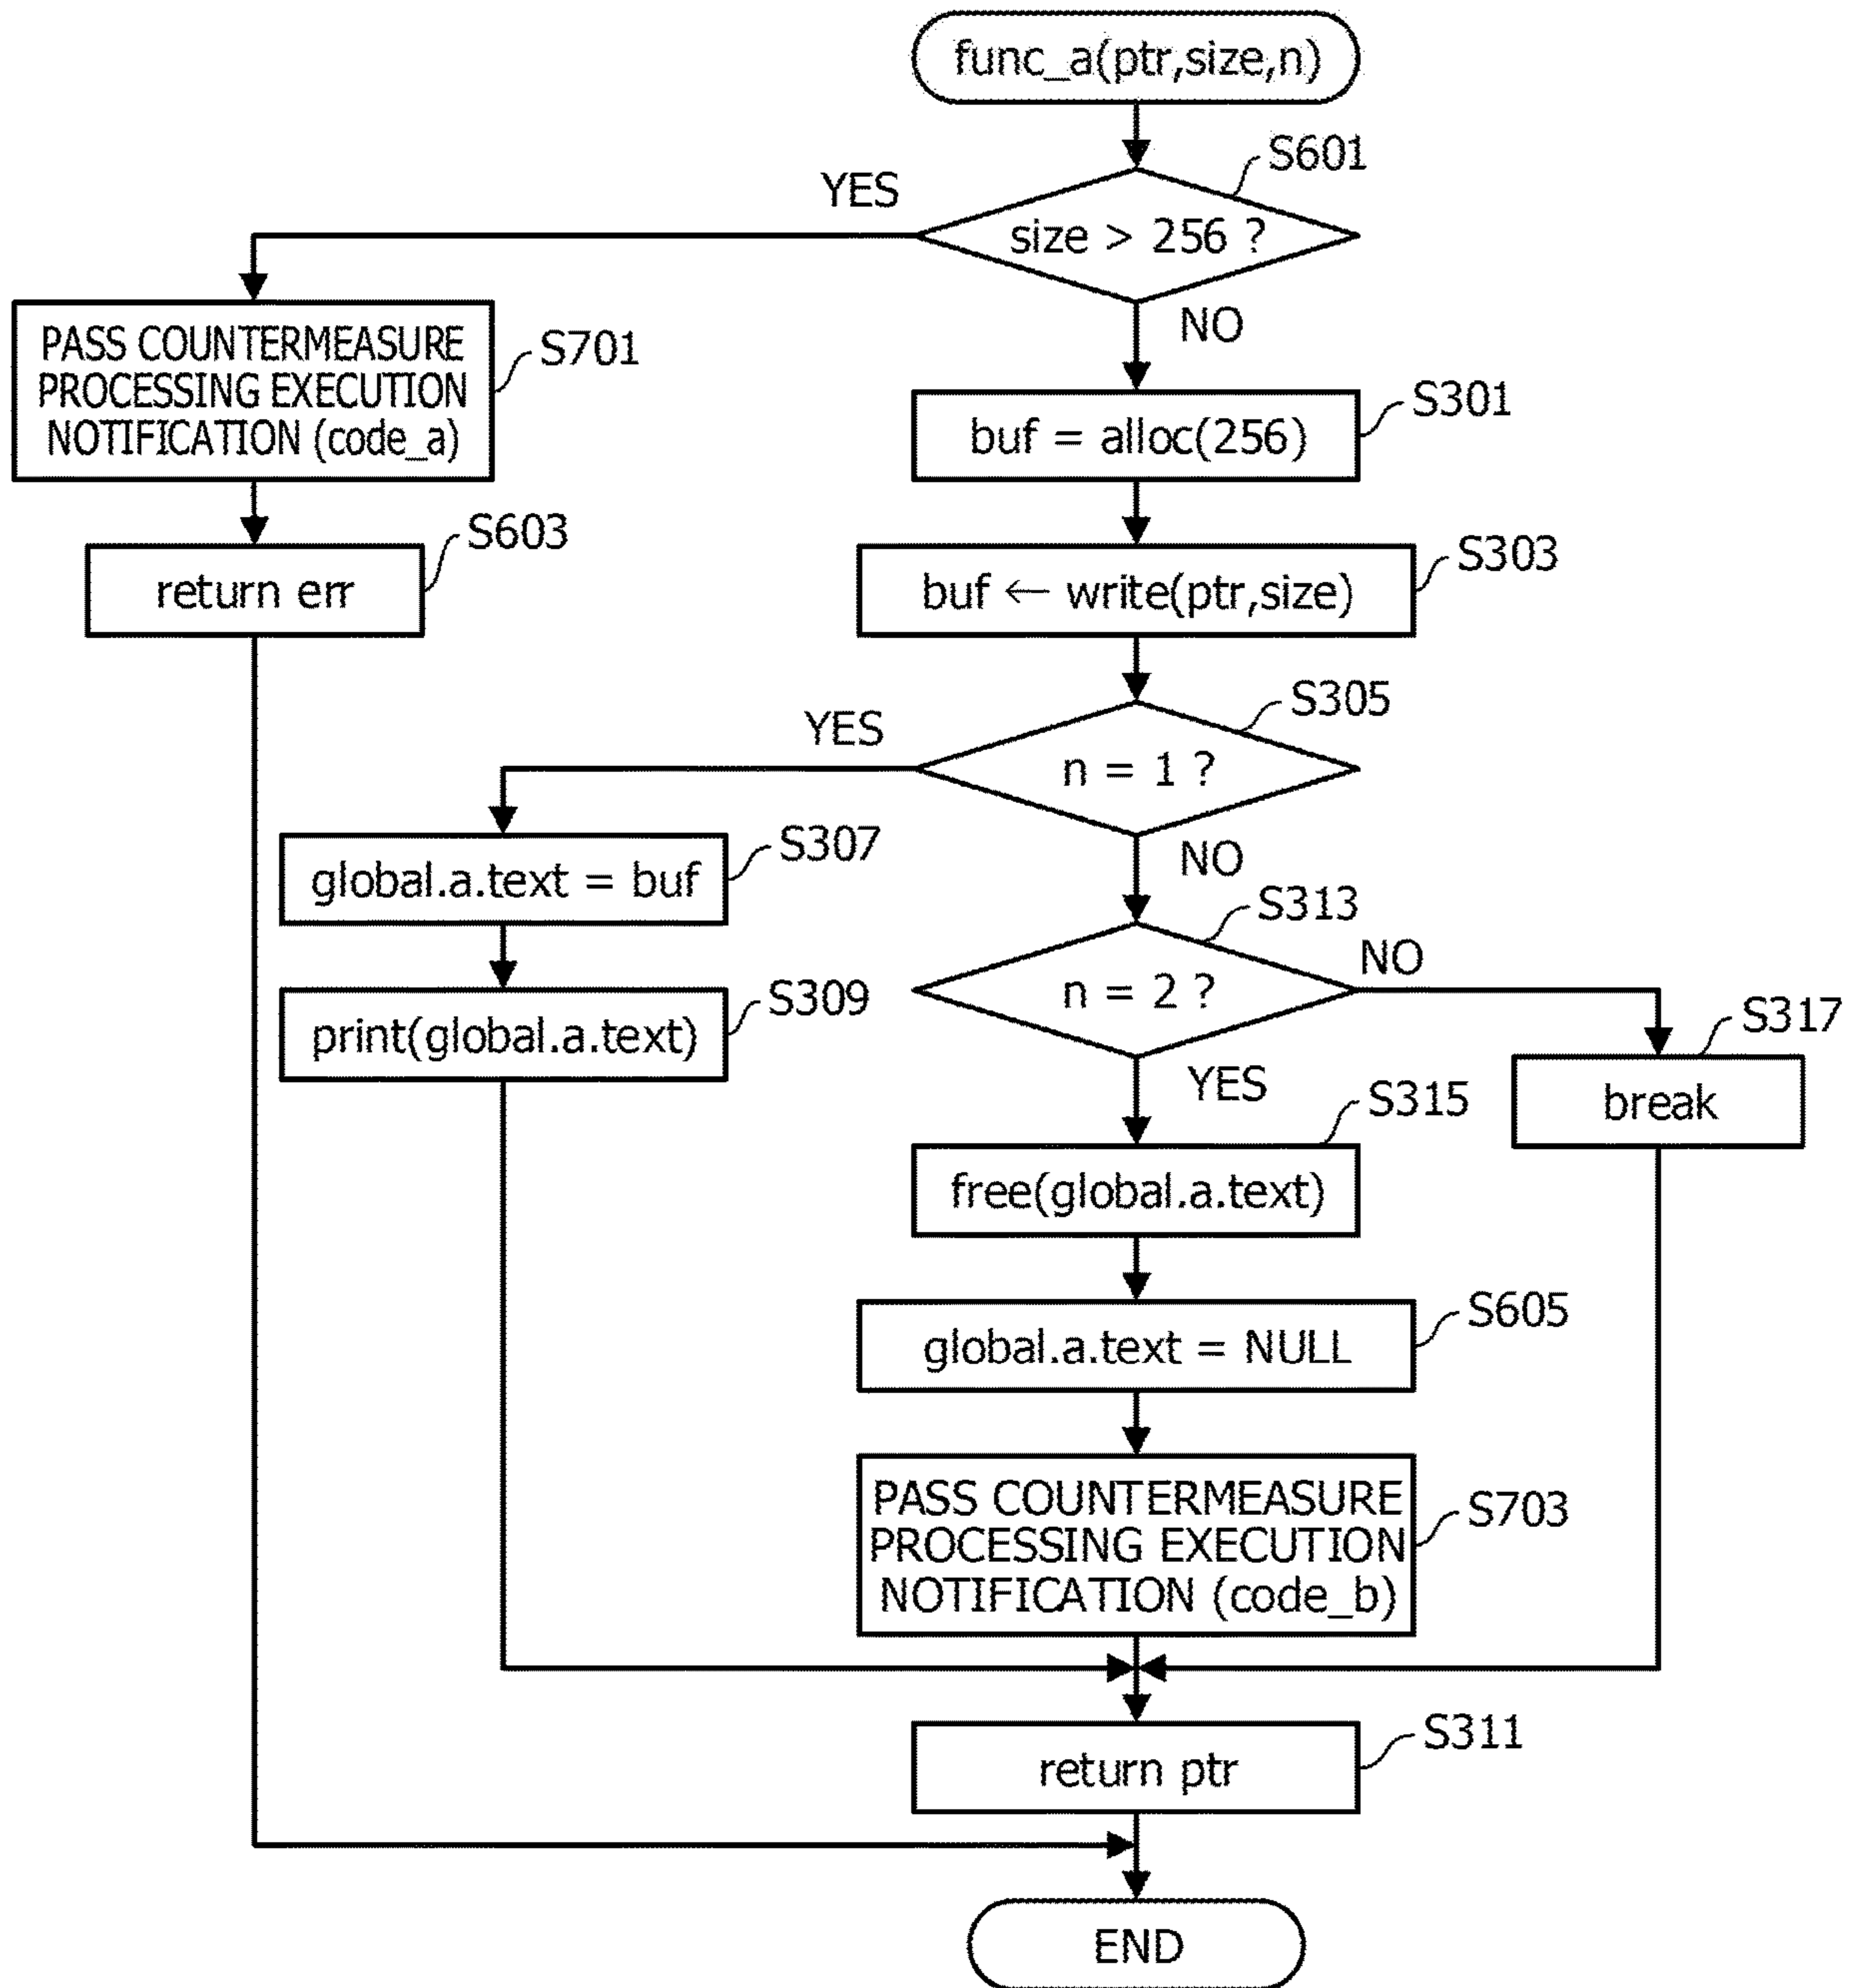 func_a(ptr,size,n)
S601
YES
size > 256 ?
NO
PASS COUNTERMEASURE
PROCESSING EXECUTION
NOTIFICATION (code_a)
S701
S301
buf = alloc(256)
S603
return err
S303
buf ← write(ptr,size)
S305
YES
n = 1 ?
NO
S307
global.a.text = buf
S313
NO
n = 2 ?
YES
S309
print(global.a.text)
S317
break
S315
free(global.a.text)
S605
global.a.text = NULL
PASS COUNTERMEASURE
PROCESSING EXECUTION
NOTIFICATION (code_b)
S703
S311
return ptr
END